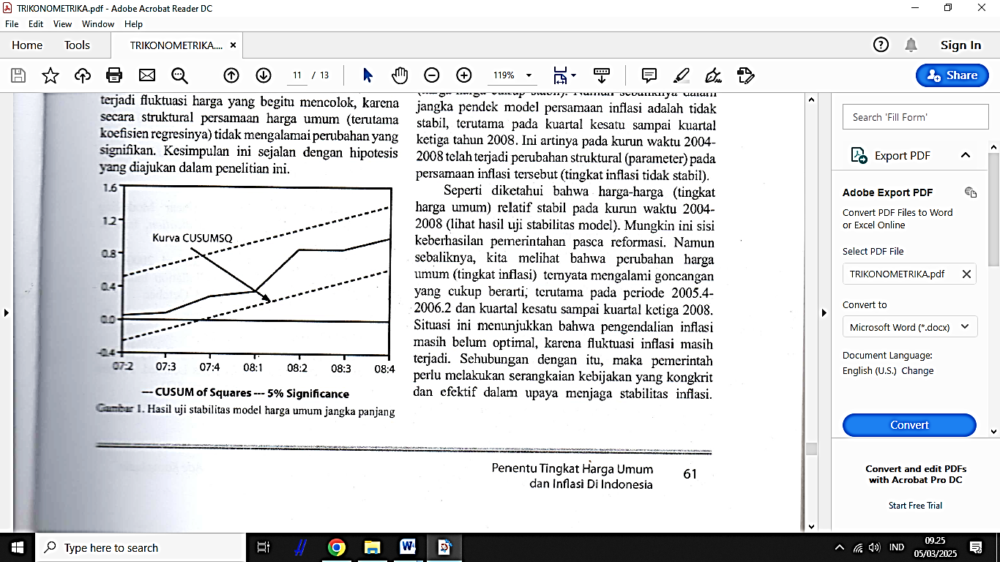 TRIKONOMETRIKA.pdf - Adobe Acrobat Reader DC
File Edit View Window Help
Home Tools TRIKONOMETRIKA.... ×
Sign In
11 / 13
119%
Share
terjadi fluktuasi harga yang begitu mencolok, karena
secara struktural persamaan harga umum (terutama
koefisien regresinya) tidak mengalamai perubahan yang
signifikan. Kesimpulan ini sejalan dengan hipotesis
yang diajukan dalam penelitian ini.
1.6
1.2
0.8
0.4
0.0
-0.4
Kurva CUSUMSQ
07:2 07:3 07:4 08:1 08:2 08:3 08:4
--- CUSUM of Squares --- 5% Significance
Gambar 1. Hasil uji stabilitas model harga umum jangka panjang
jangka pendek model persamaan inflasi adalah tidak
stabil, terutama pada kuartal kesatu sampai kuartal
ketiga tahun 2008. Ini artinya pada kurun waktu 2004-
2008 telah terjadi perubahan struktural (parameter) pada
persamaan inflasi tersebut (tingkat inflasi tidak stabil).
Seperti diketahui bahwa harga-harga (tingkat
harga umum) relatif stabil pada kurun waktu 2004-
2008 (lihat hasil uji stabilitas model). Mungkin ini sisi
keberhasilan pemerintahan pasca reformasi. Namun
sebaliknya, kita melihat bahwa perubahan harga
umum (tingkat inflasi) ternyata mengalami goncangan
yang cukup berarti, terutama pada periode 2005.4-
2006.2 dan kuartal kesatu sampai kuartal ketiga 2008.
Situasi ini menunjukkan bahwa pengendalian inflasi
masih belum optimal, karena fluktuasi inflasi masih
terjadi. Sehubungan dengan itu, maka pemerintah
perlu melakukan serangkaian kebijakan yang kongkrit
dan efektif dalam upaya menjaga stabilitas inflasi.
Penentu Tingkat Harga Umum
dan Inflasi Di Indonesia
61
Search 'Fill Form'
Export PDF
Adobe Export PDF
Convert PDF Files to Word
or Excel Online
Select PDF File
TRIKONOMETRIKA.pdf
Convert to
Microsoft Word (*.docx)
Document Language:
English (U.S.) Change
Convert
Convert and edit PDFs
with Acrobat Pro DC
Start Free Trial
Type here to search
IND
09.25
05/03/2025